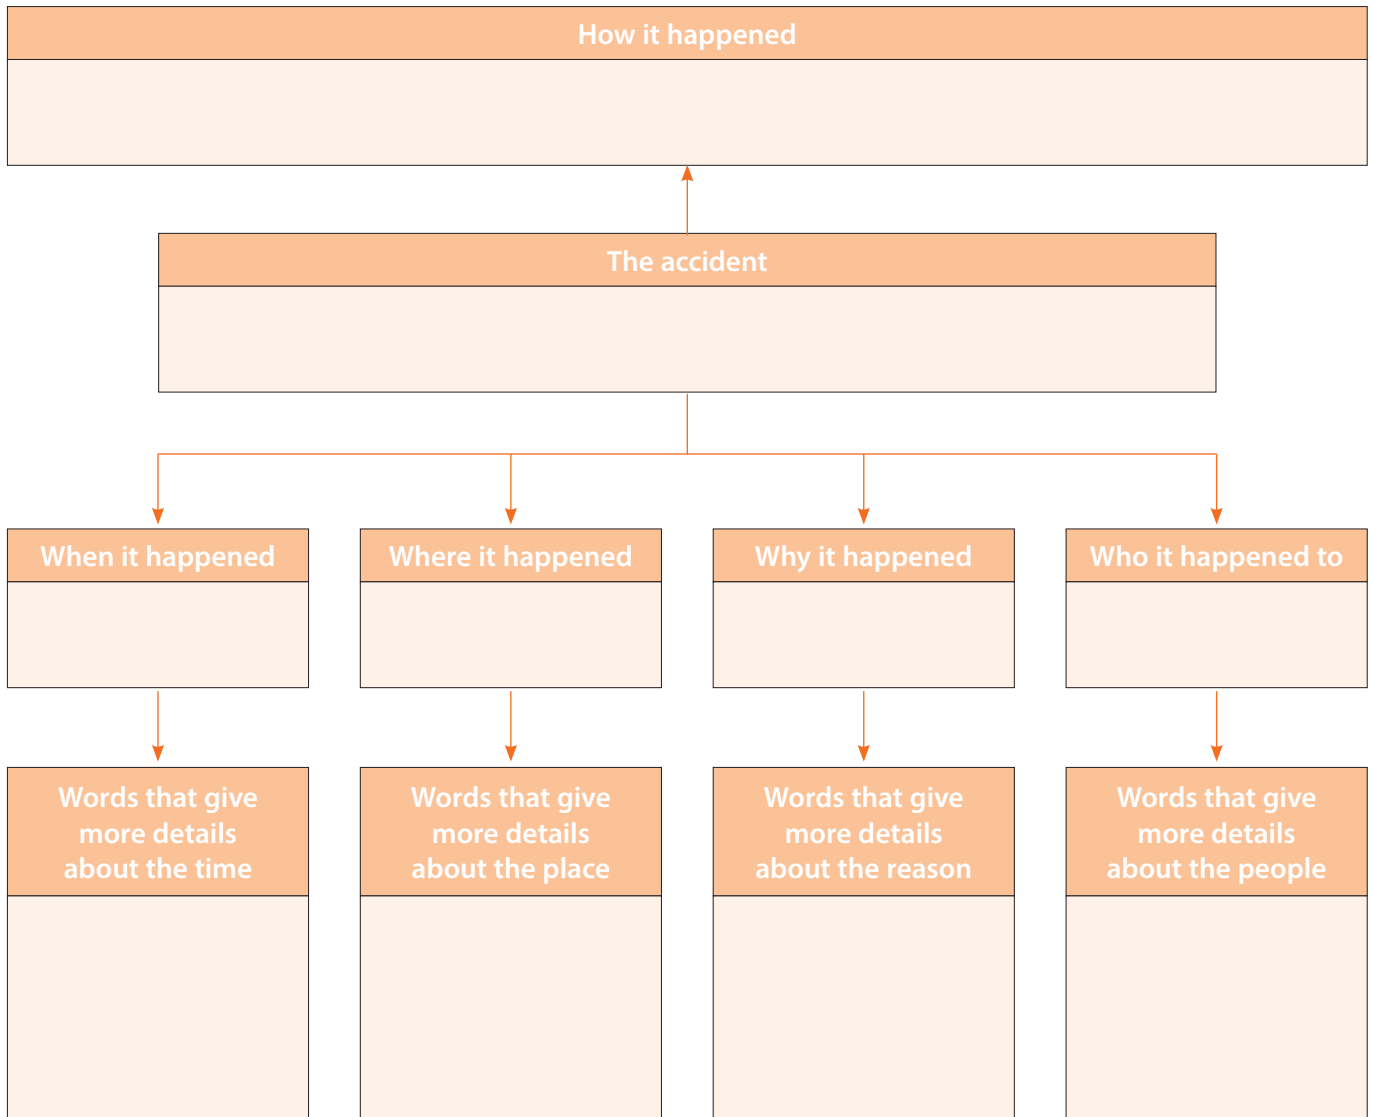 How it happened
The accident
When it happened
Where it happened
Why it happened
Who it happened to
Words that give
more details
about the time
Words that give
more details
about the place
Words that give
more details
about the reason
Words that give
more details
about the people